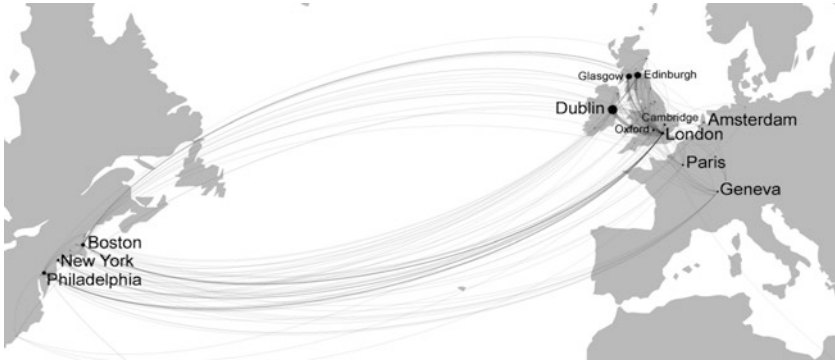 Glasgow
Edinburgh
Dublin
Cambridge
Amsterdam
Oxford
London
Paris
Geneva
Boston
New York
Philadelphia